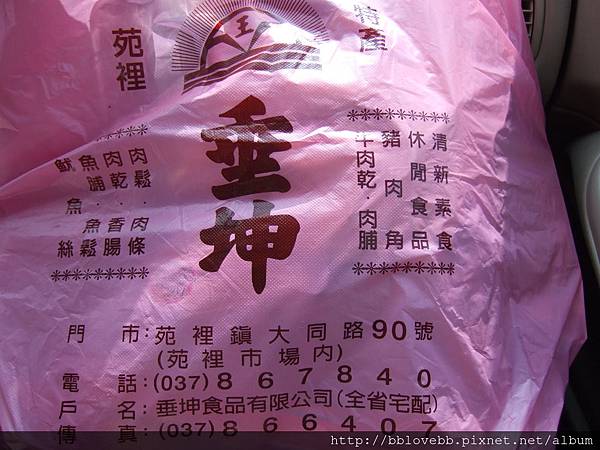 苑裡
王
特產
垂坤
清新素食
休閒食品
豬肉角
牛肉乾·肉脯
肉鬆·肉條
肉乾·香腸
魚脯·魚鬆
魷魚絲
門市:苑裡鎮大同路90號
(苑裡市場內)
電話:(037)867840
戶名:垂坤食品有限公司(全省宅配)
傳真:(037)866407
http://bblovebb.pixnet.net/album